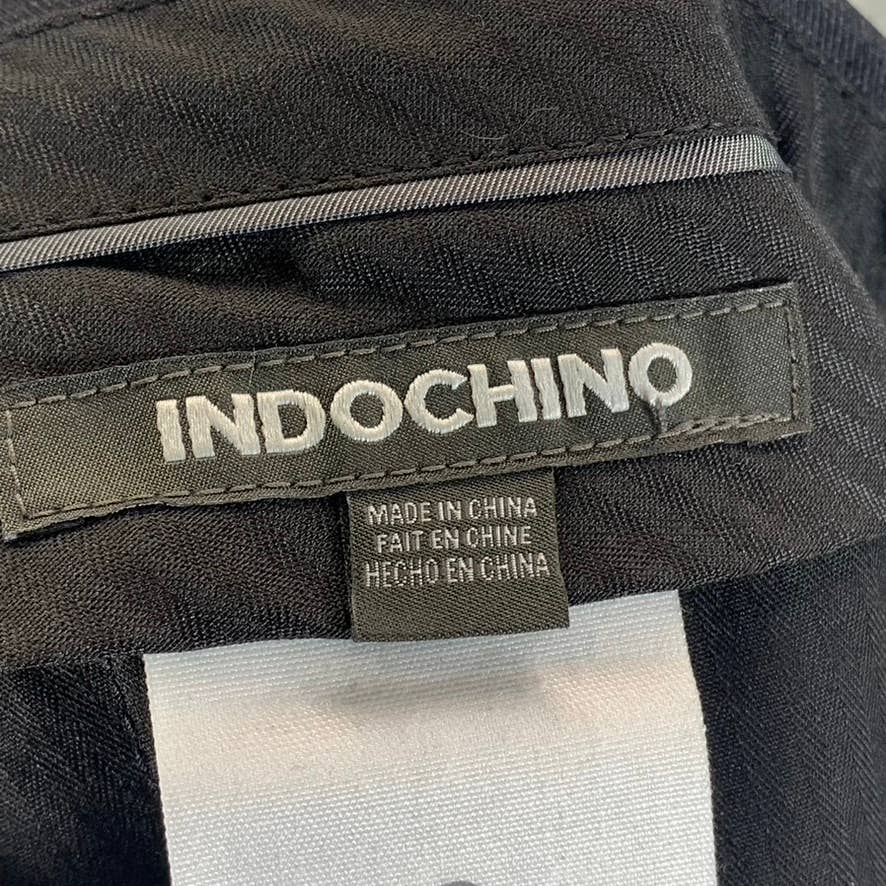 INDOCHINO
MADE IN CHINA
FAIT EN CHINE
HECHO EN CHINA